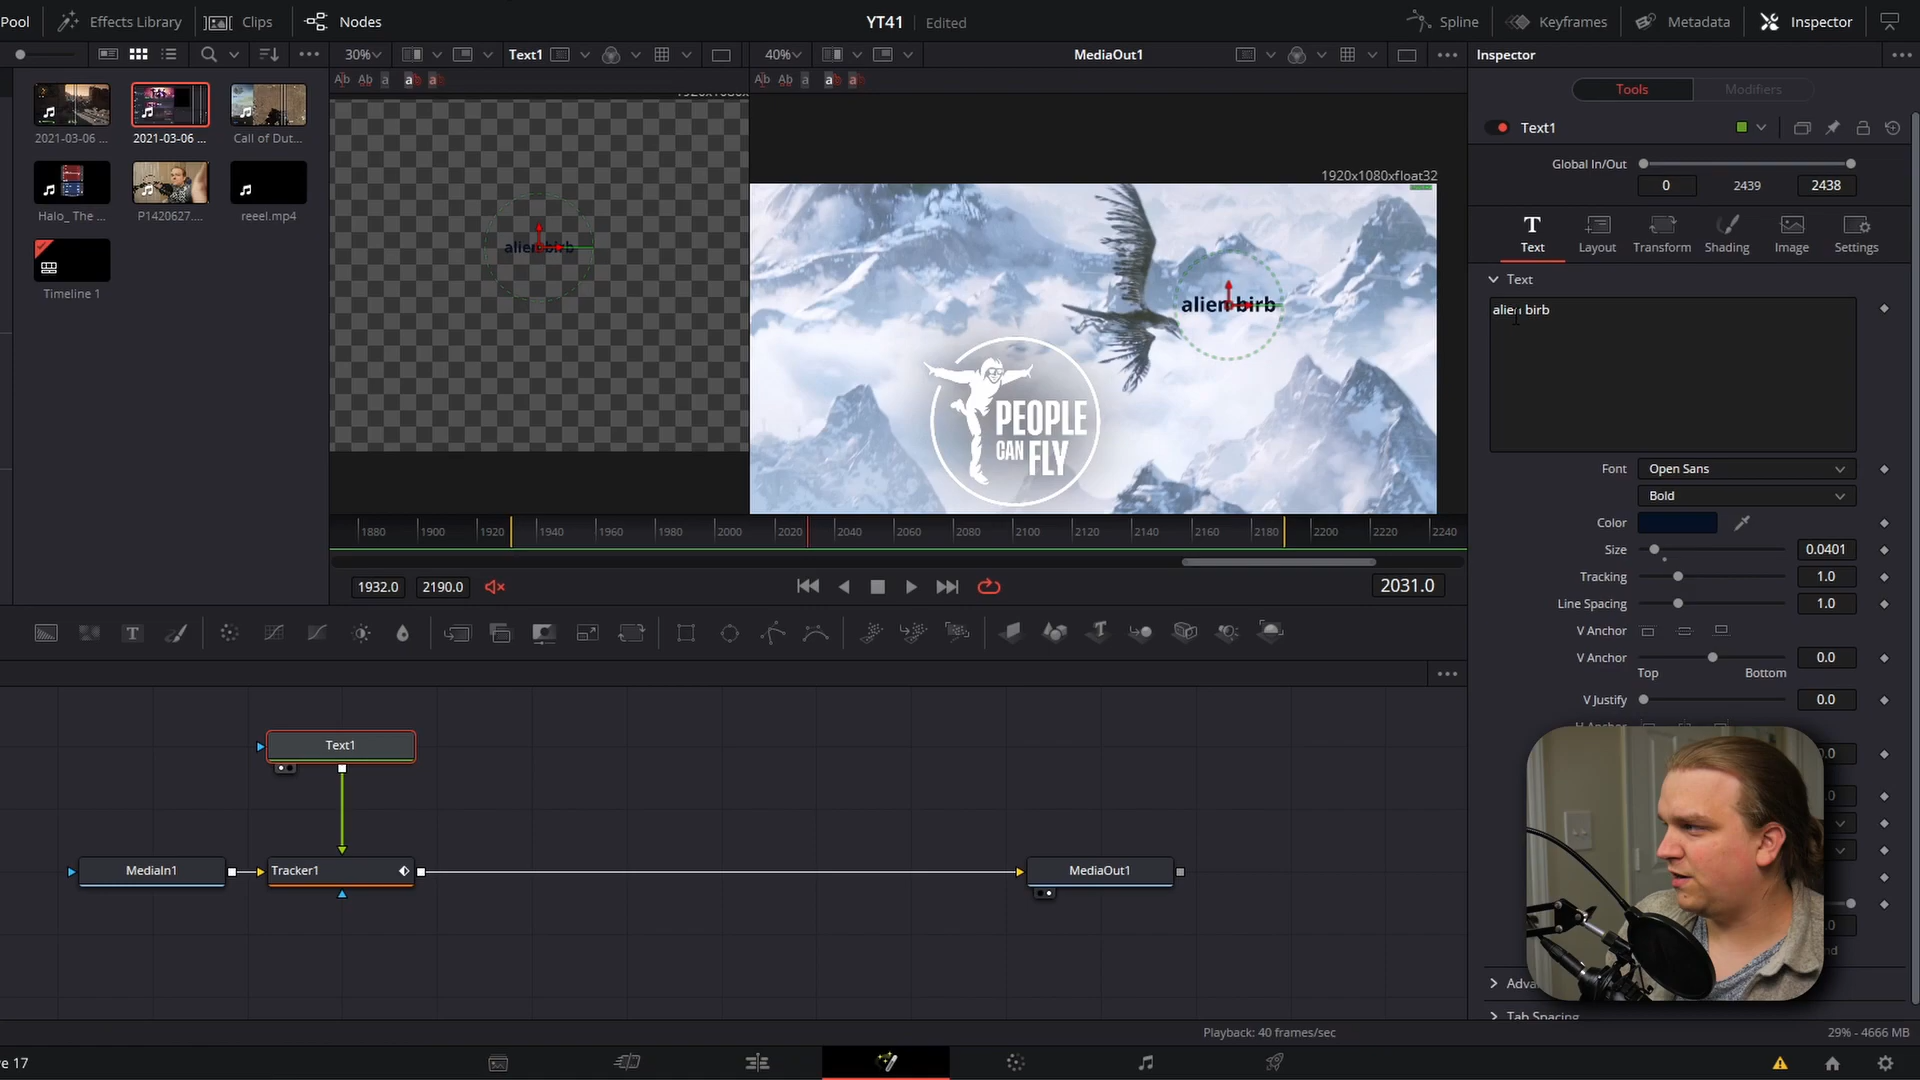 Pool
Effects Library
Clips
Nodes
YT41
Edited
Spline
Keyframes
Metadata
Inspector
30%
Text1
40%
MediaOut1
Inspector
Tools
Modifiers
2021-03-06 ...
2021-03-06 ...
Call of Dut...
Halo_ The ...
P1420627....
reeel.mp4
Timeline 1
alien birb
1920x1080xfloat32
alien birb
PEOPLE
CAN FLY
Text1
Global In/Out
0
2439
2438
Text
Layout
Transform
Shading
Image
Settings
Text
alien birb
Font
Open Sans
Bold
Color
Size
0.0401
Tracking
1.0
Line Spacing
1.0
V Anchor
V Anchor
0.0
Top
Bottom
V Justify
0.0
1880
1900
1920
1940
1960
1980
2000
2020
2040
2060
2080
2100
2120
2140
2160
2180
2200
2220
2240
1932.0
2190.0
2031.0
Text1
MediaIn1
Tracker1
MediaOut1
Tab Spacing
Playback: 40 frames/sec
29% - 4666 MB
e 17